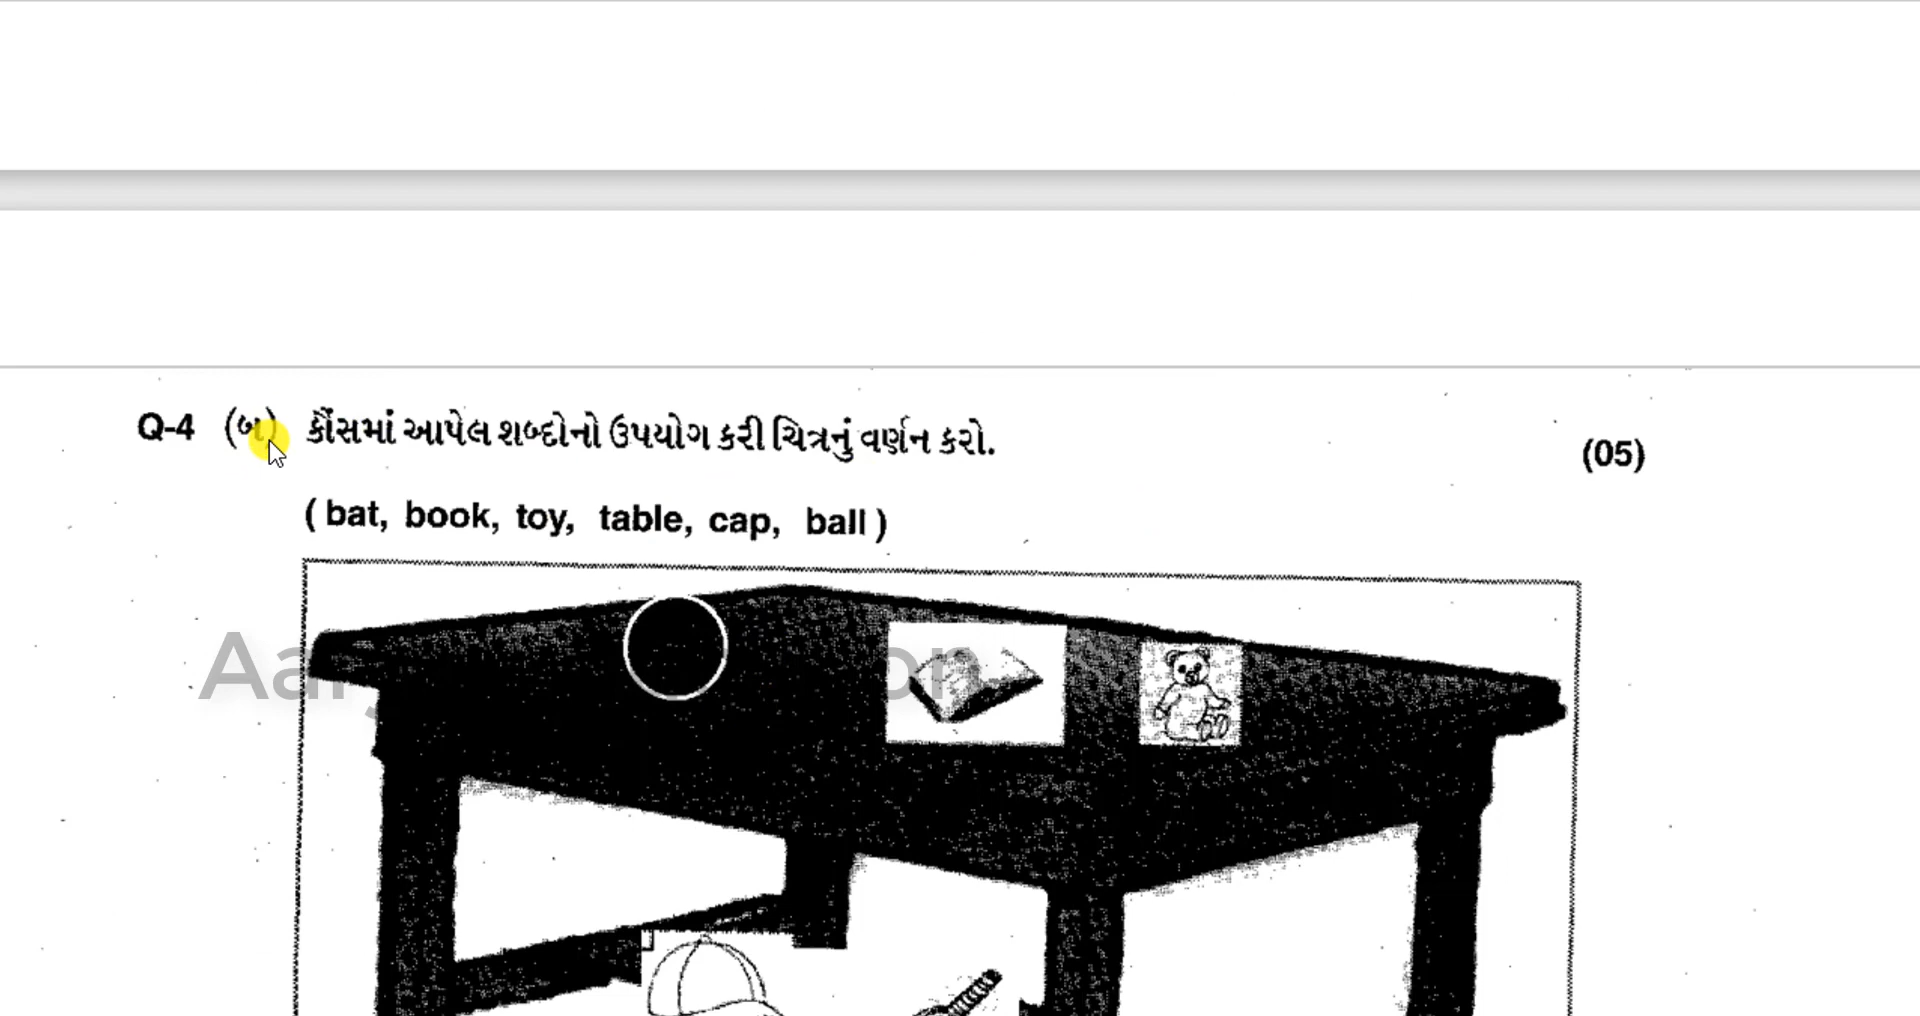 Q-4 (બ) કૌંસમાં આપેલ શબ્દોનો ઉપયોગ કરી ચિત્રનું વર્ણન કરો. (05)
( bat, book, toy, table, cap, ball )